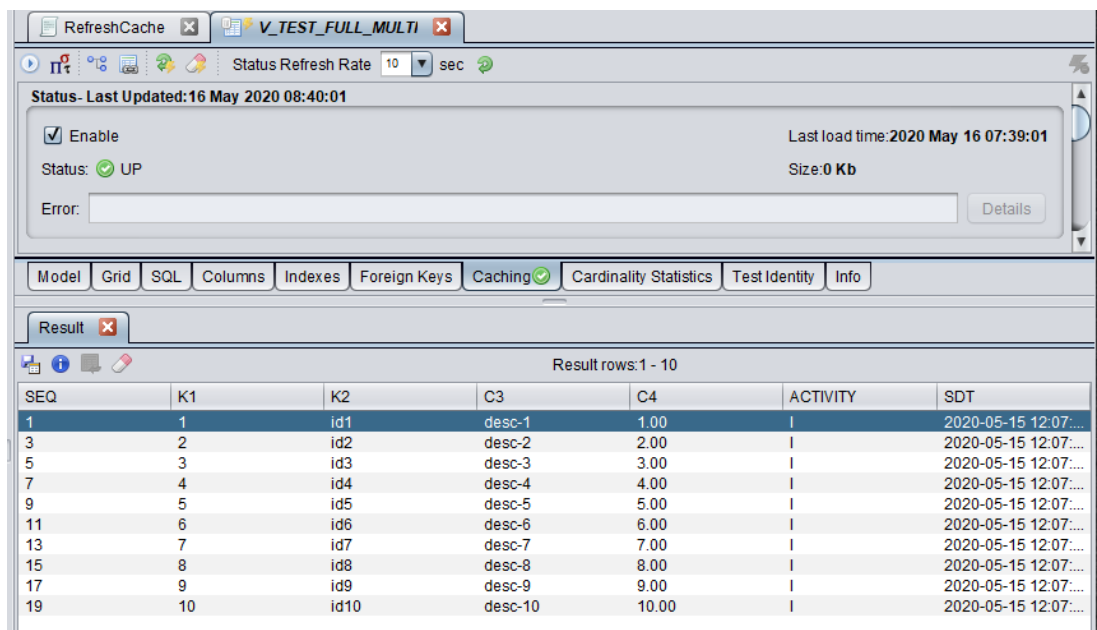 RefreshCache V_TEST_FULL_MULTI
Status Refresh Rate 10 sec
Status- Last Updated:16 May 2020 08:40:01
Enable Last load time:2020 May 16 07:39:01
Status: UP Size:0 Kb
Error: Details
Model Grid SQL Columns Indexes Foreign Keys Caching Cardinality Statistics Test Identity Info
Result
Result rows:1 - 10
SEQ K1 K2 C3 C4 ACTIVITY SDT
1 1 id1 desc-1 1.00 I 2020-05-15 12:07:...
3 2 id2 desc-2 2.00 I 2020-05-15 12:07:...
5 3 id3 desc-3 3.00 I 2020-05-15 12:07:...
7 4 id4 desc-4 4.00 I 2020-05-15 12:07:...
9 5 id5 desc-5 5.00 I 2020-05-15 12:07:...
11 6 id6 desc-6 6.00 I 2020-05-15 12:07:...
13 7 id7 desc-7 7.00 I 2020-05-15 12:07:...
15 8 id8 desc-8 8.00 I 2020-05-15 12:07:...
17 9 id9 desc-9 9.00 I 2020-05-15 12:07:...
19 10 id10 desc-10 10.00 I 2020-05-15 12:07:...